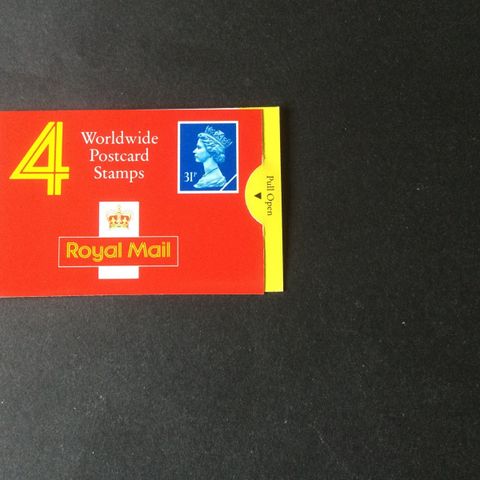 4
Worldwide
Postcard
Stamps
31P
Pull Open
Royal Mail